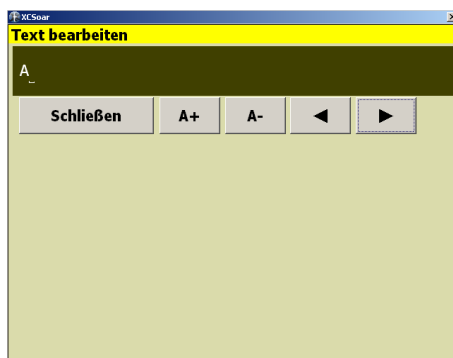 XCSoar
Text bearbeiten
A_
Schließen A+ A- ◄ ►